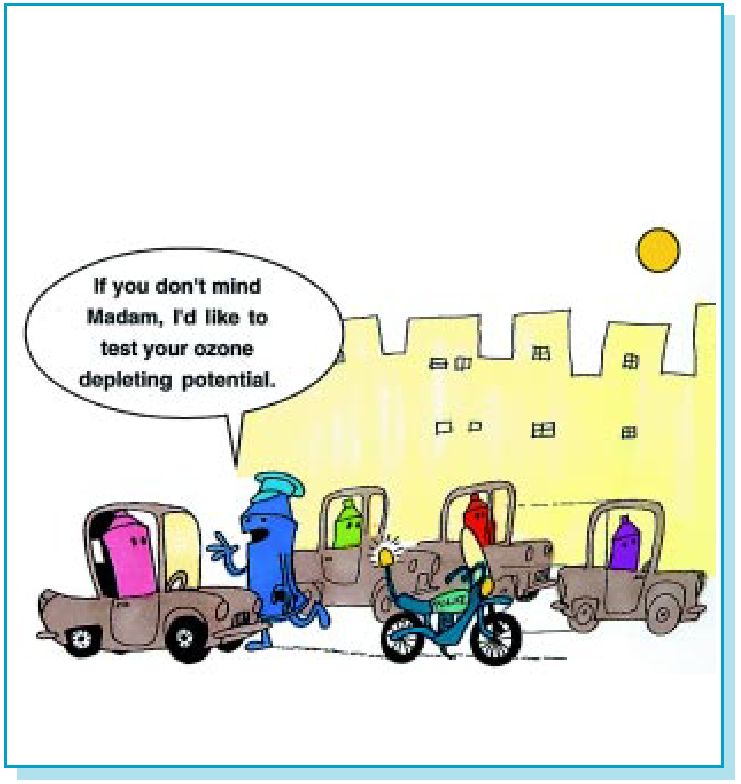 If you don't mind
Madam, I'd like to
test your ozone
depleting potential.